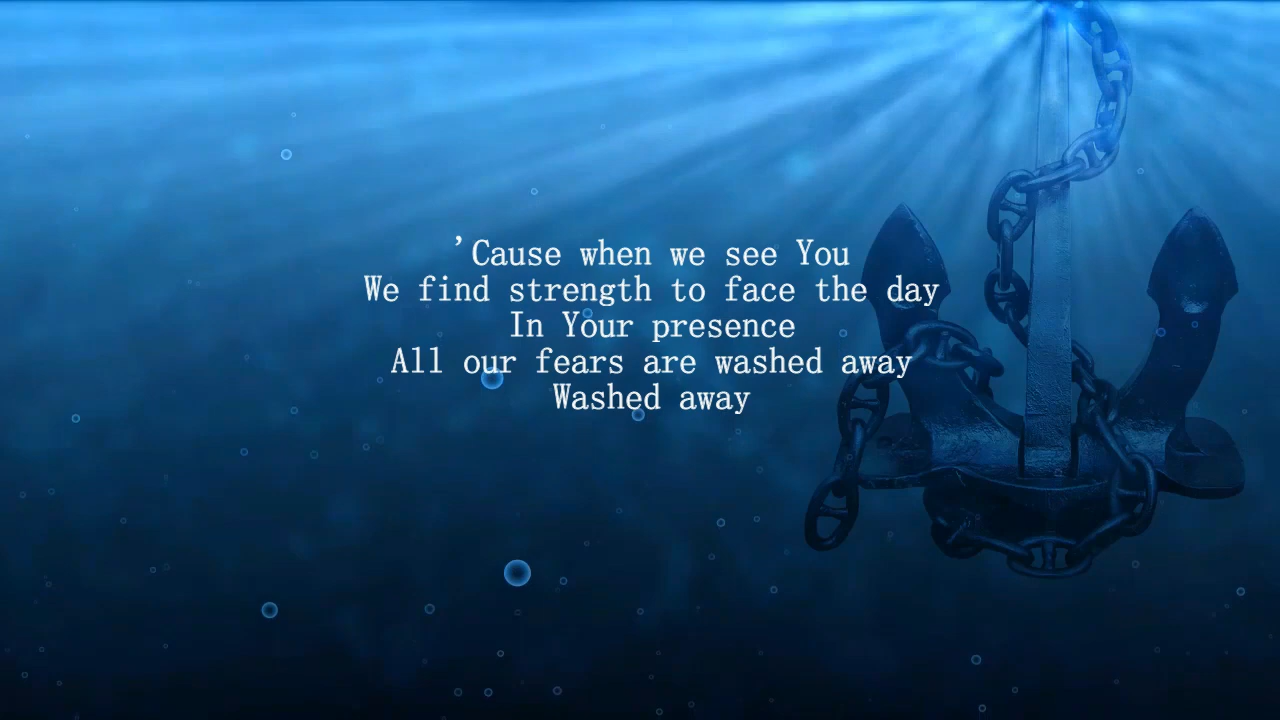 ’Cause when we see You
We find strength to face the day
In Your presence
All our fears are washed away
Washed away